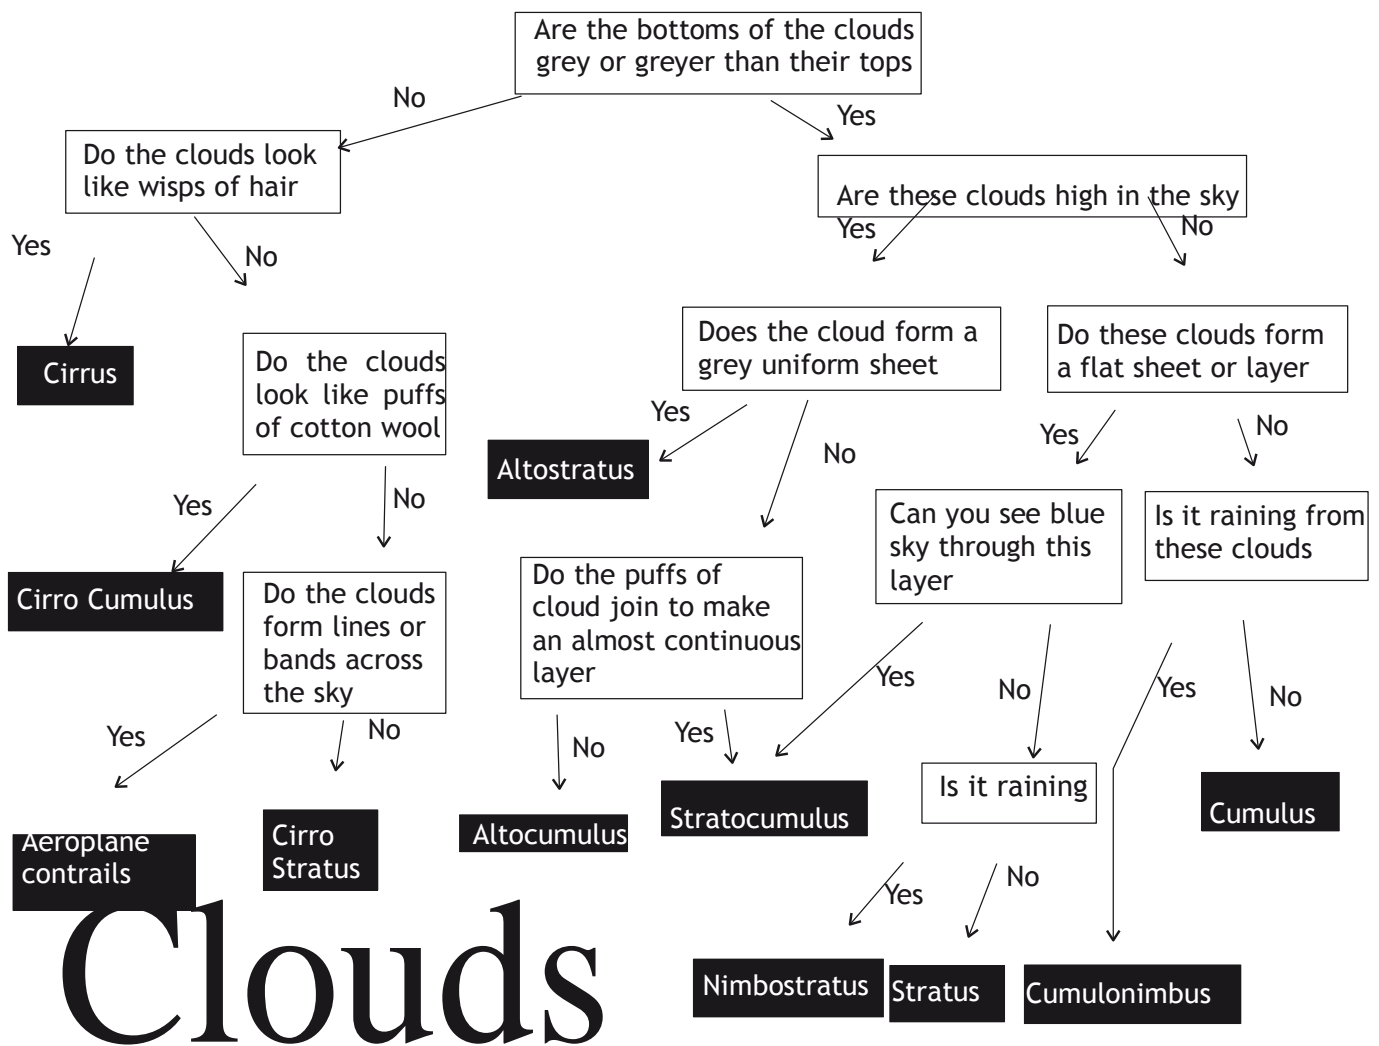 Are the bottoms of the clouds
grey or greyer than their tops
No
Yes
Do the clouds look
like wisps of hair
Are these clouds high in the sky
Yes
No
Yes
No
Does the cloud form a
grey uniform sheet
Do these clouds form
a flat sheet or layer
Cirrus
Do the clouds
look like puffs
of cotton wool
Yes
No
Yes
No
Altostratus
Yes
No
Can you see blue
sky through this
layer
Is it raining from
these clouds
Cirro Cumulus
Do the clouds
form lines or
bands across
the sky
Do the puffs of
cloud join to make
an almost continuous
layer
Yes
No
Yes
No
Yes
No
Yes
No
Is it raining
Aeroplane
contrails
Cirro
Stratus
Altocumulus
Stratocumulus
Cumulus
Yes
No
Nimbostratus
Stratus
Cumulonimbus
Clouds